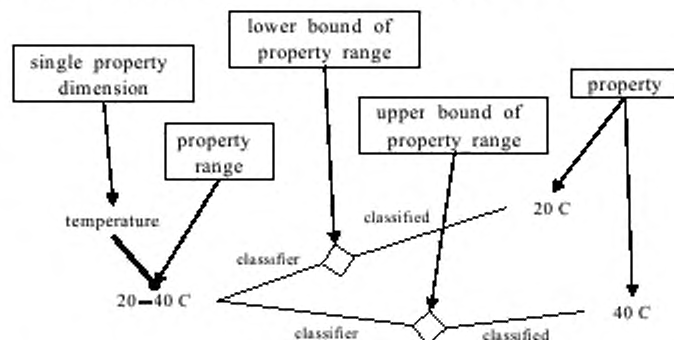 lower bound of
property range
single property
dimension
property
upper bound of
property range
property
range
temperature
classified
20 C
classifier
20–40 C
40 C
classifier
classified